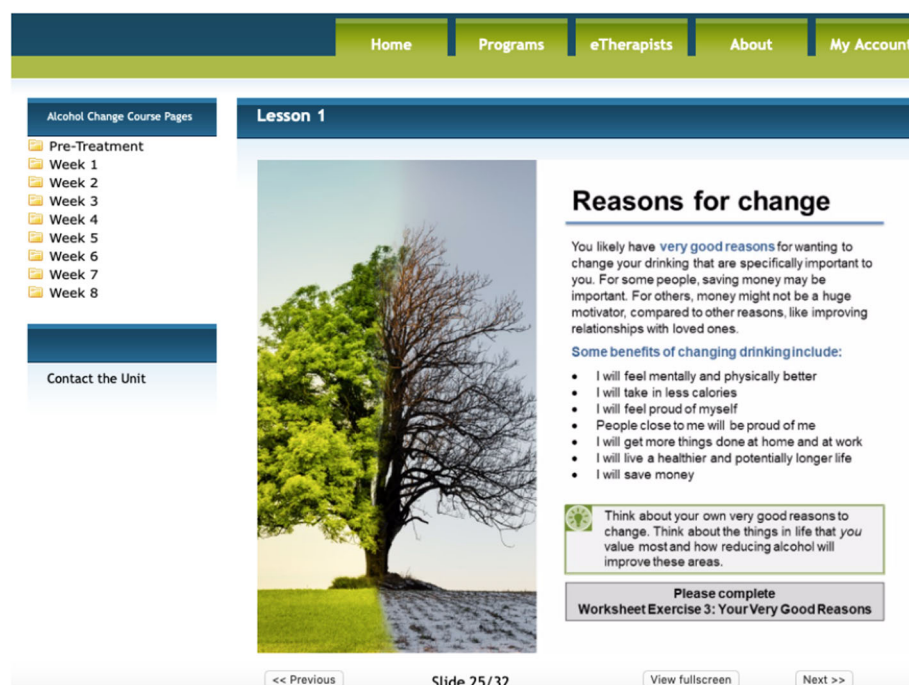 Home
Programs
eTherapists
About
My Account
Alcohol Change Course Pages
Pre-Treatment
Week 1
Week 2
Week 3
Week 4
Week 5
Week 6
Week 7
Week 8
Contact the Unit
Lesson 1
Reasons for change
You likely have very good reasons for wanting to
change your drinking that are specifically important to
you. For some people, saving money may be
important. For others, money might not be a huge
motivator, compared to other reasons, like improving
relationships with loved ones.
Some benefits of changing drinking include:
• I will feel mentally and physically better
• I will take in less calories
• I will feel proud of myself
• People close to me will be proud of me
• I will get more things done at home and at work
• I will live a healthier and potentially longer life
• I will save money
Think about your own very good reasons to
change. Think about the things in life that you
value most and how reducing alcohol will
improve these areas.
Please complete
Worksheet Exercise 3: Your Very Good Reasons
<< Previous
Slide 25/32
View fullscreen
Next >>